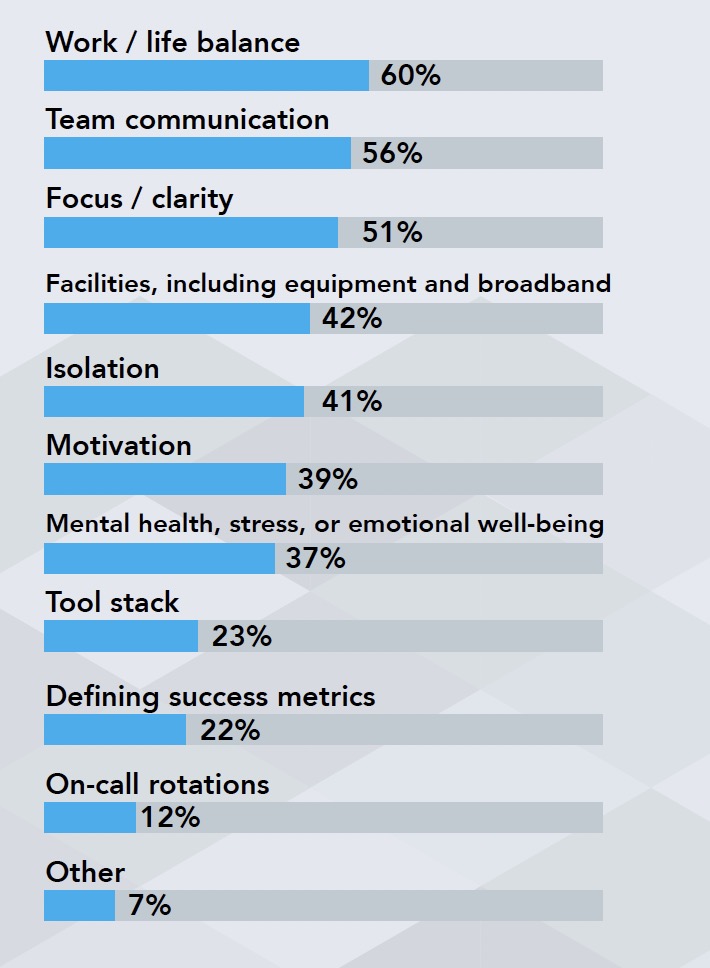 Work / life balance
60%
Team communication
56%
Focus / clarity
51%
Facilities, including equipment and broadband
42%
Isolation
41%
Motivation
39%
Mental health, stress, or emotional well-being
37%
Tool stack
23%
Defining success metrics
22%
On-call rotations
12%
Other
7%